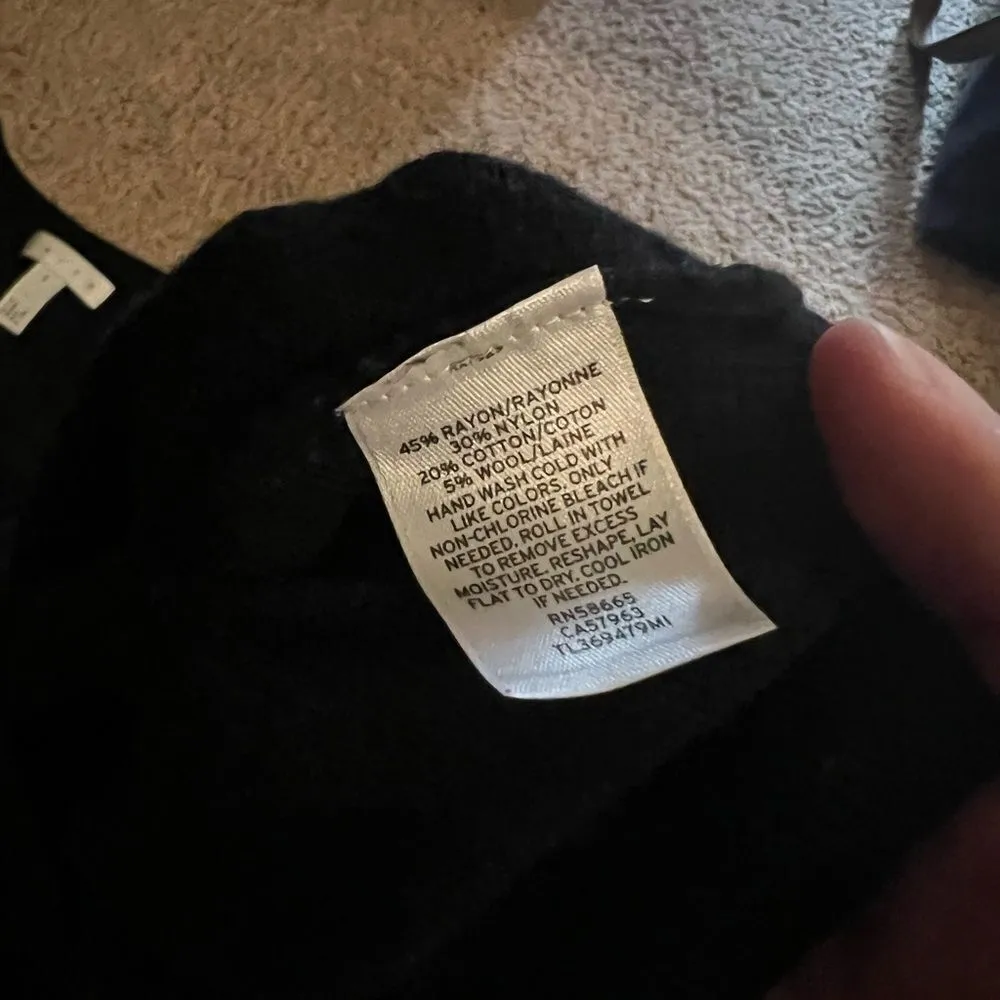 45% RAYON/RAYONNE
30% NYLON
20% COTTON/COTON
5% WOOL/LAINE
HAND WASH COLD WITH
LIKE COLORS. ONLY
NON-CHLORINE BLEACH IF
NEEDED. ROLL IN TOWEL
TO REMOVE EXCESS
MOISTURE. RESHAPE, LAY
FLAT TO DRY. COOL IRON
IF NEEDED.
RN58665
CA57963
TL369479MI